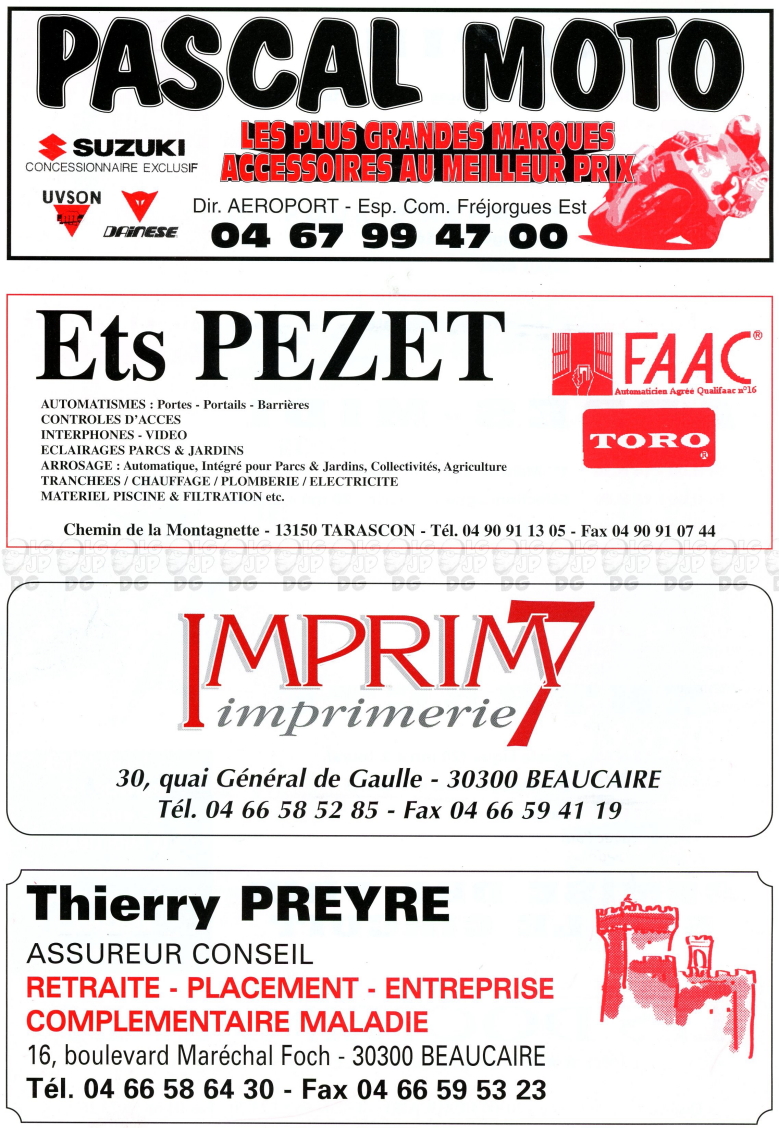 PASCAL MOTO
SUZUKI
CONCESSIONNAIRE EXCLUSIF
LES PLUS GRANDES MARQUES
ACCESSOIRES AU MEILLEUR PRIX
UVSON
DAINESE
Dir. AEROPORT - Esp. Com. Fréjorgues Est
04 67 99 47 00
Ets PEZET
FAAC®
Automaticien Agréé Qualifaac n°16
TORO®
AUTOMATISMES : Portes - Portails - Barrières
CONTROLES D'ACCES
INTERPHONES - VIDEO
ECLAIRAGES PARCS & JARDINS
ARROSAGE : Automatique, Intégré pour Parcs & Jardins, Collectivités, Agriculture
TRANCHEES / CHAUFFAGE / PLOMBERIE / ELECTRICITE
MATERIEL PISCINE & FILTRATION etc.
Chemin de la Montagnette - 13150 TARASCON - Tél. 04 90 91 13 05 - Fax 04 90 91 07 44
IMPRIM7
imprimerie
30, quai Général de Gaulle - 30300 BEAUCAIRE
Tél. 04 66 58 52 85 - Fax 04 66 59 41 19
Thierry PREYRE
ASSUREUR CONSEIL
RETRAITE - PLACEMENT - ENTREPRISE
COMPLEMENTAIRE MALADIE
16, boulevard Maréchal Foch - 30300 BEAUCAIRE
Tél. 04 66 58 64 30 - Fax 04 66 59 53 23